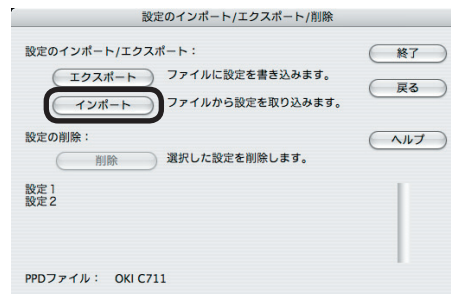 設定のインポート/エクスポート/削除
設定のインポート/エクスポート：
エクスポート ファイルに設定を書き込みます。
インポート ファイルから設定を取り込みます。
設定の削除：
削除 選択した設定を削除します。
設定1
設定2
PPDファイル： OKI C711
終了
戻る
ヘルプ